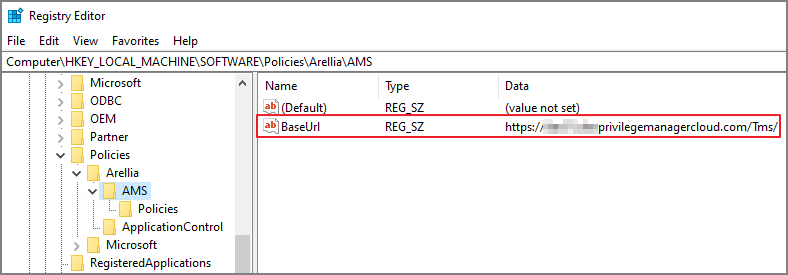 Registry Editor
File Edit View Favorites Help
Computer\HKEY_LOCAL_MACHINE\SOFTWARE\Policies\Arellia\AMS
Microsoft
ODBC
OEM
Partner
Policies
Arellia
AMS
Policies
ApplicationControl
Microsoft
RegisteredApplications
Name Type Data
ab (Default) REG_SZ (value not set)
ab BaseUrl REG_SZ https:// privilegemanagercloud.com/Tms/